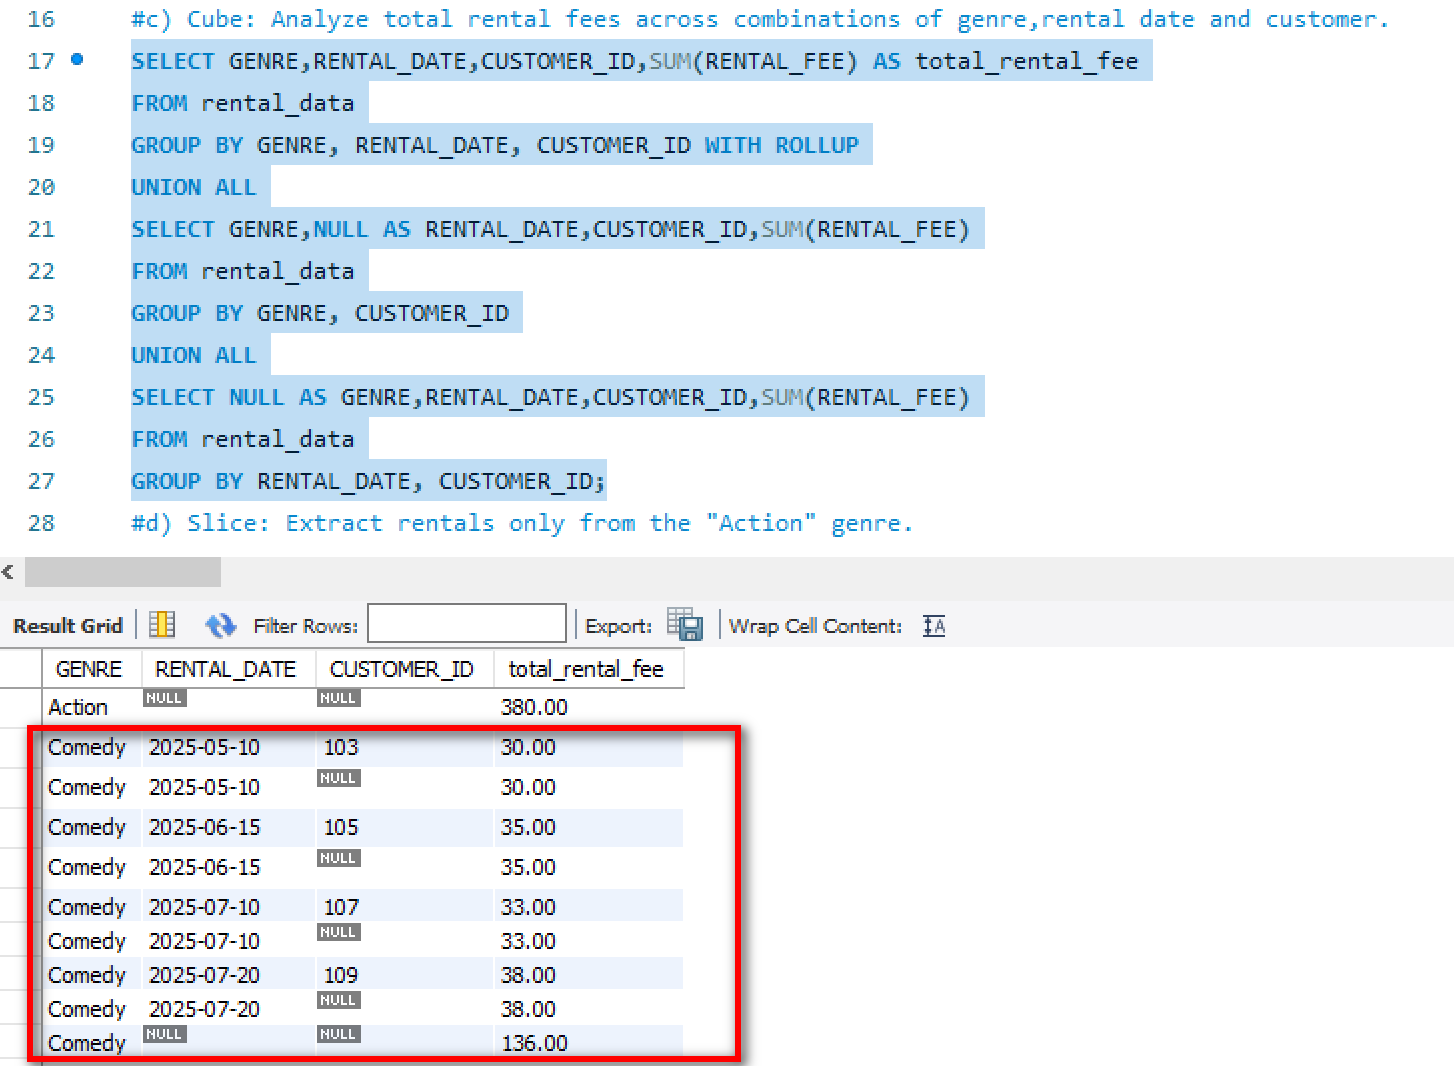 16 #c) Cube: Analyze total rental fees across combinations of genre,rental date and customer.
17 SELECT GENRE,RENTAL_DATE,CUSTOMER_ID,SUM(RENTAL_FEE) AS total_rental_fee
18 FROM rental_data
19 GROUP BY GENRE, RENTAL_DATE, CUSTOMER_ID WITH ROLLUP
20 UNION ALL
21 SELECT GENRE,NULL AS RENTAL_DATE,CUSTOMER_ID,SUM(RENTAL_FEE)
22 FROM rental_data
23 GROUP BY GENRE, CUSTOMER_ID
24 UNION ALL
25 SELECT NULL AS GENRE,RENTAL_DATE,CUSTOMER_ID,SUM(RENTAL_FEE)
26 FROM rental_data
27 GROUP BY RENTAL_DATE, CUSTOMER_ID;
28 #d) Slice: Extract rentals only from the "Action" genre.
Result Grid Filter Rows: Export: Wrap Cell Content: IA
GENRE RENTAL_DATE CUSTOMER_ID total_rental_fee
Action NULL NULL 380.00
Comedy 2025-05-10 103 30.00
Comedy 2025-05-10 NULL 30.00
Comedy 2025-06-15 105 35.00
Comedy 2025-06-15 NULL 35.00
Comedy 2025-07-10 107 33.00
Comedy 2025-07-10 NULL 33.00
Comedy 2025-07-20 109 38.00
Comedy 2025-07-20 NULL 38.00
Comedy NULL NULL 136.00